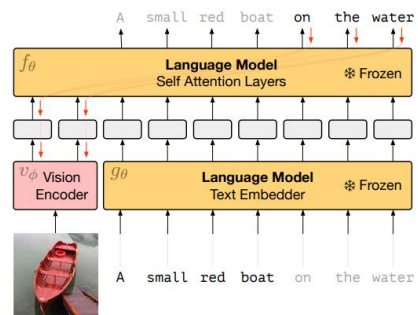 A small red boat on the water
fθ Language Model
Self Attention Layers
❄ Frozen
vϕ Vision
Encoder
gθ Language Model
Text Embedder
❄ Frozen
A small red boat on the water